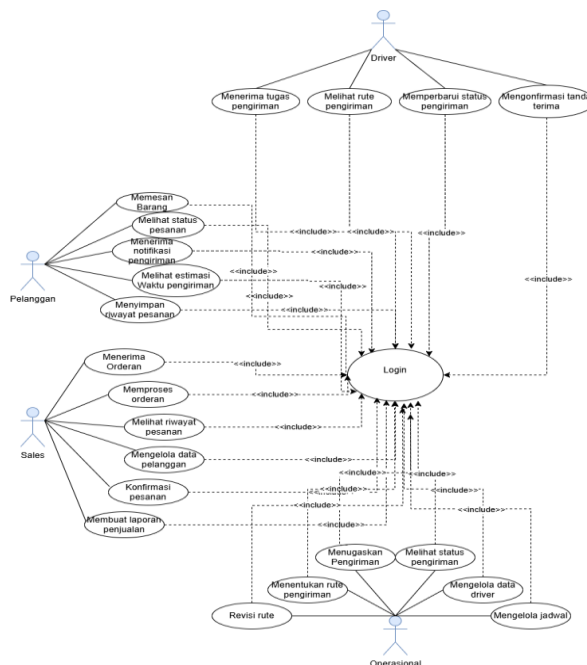 Driver
Menerima tugas
pengiriman
Melihat rute
pengiriman
Memperbarui status
pengiriman
Mengonfirmasi tanda
terima
Memesan
Barang
Melihat status
pesanan
Menerima
notifikasi
pengiriman
Melihat estimasi
Waktu pengiriman
Menyimpan
riwayat pesanan
Pelanggan
<<include>>
<<include>>
<<include>>
<<include>>
<<include>>
<<include>>
<<include>>
<<include>>
<<include>>
Login
Menerima
Orderan
Memproses
orderan
Melihat riwayat
pesanan
Mengelola data
pelanggan
Konfirmasi
pesanan
Membuat laporan
penjualan
Sales
<<include>>
<<include>>
<<include>>
<<include>>
<<include>>
<<include>>
<<include>>
<<include>>
<<include>>
<<include>>
<<include>>
<<include>>
Menugaskan
Pengiriman
Melihat status
pengiriman
Menentukan rute
pengiriman
Mengelola data
driver
Revisi rute
Mengelola jadwal
Operasional